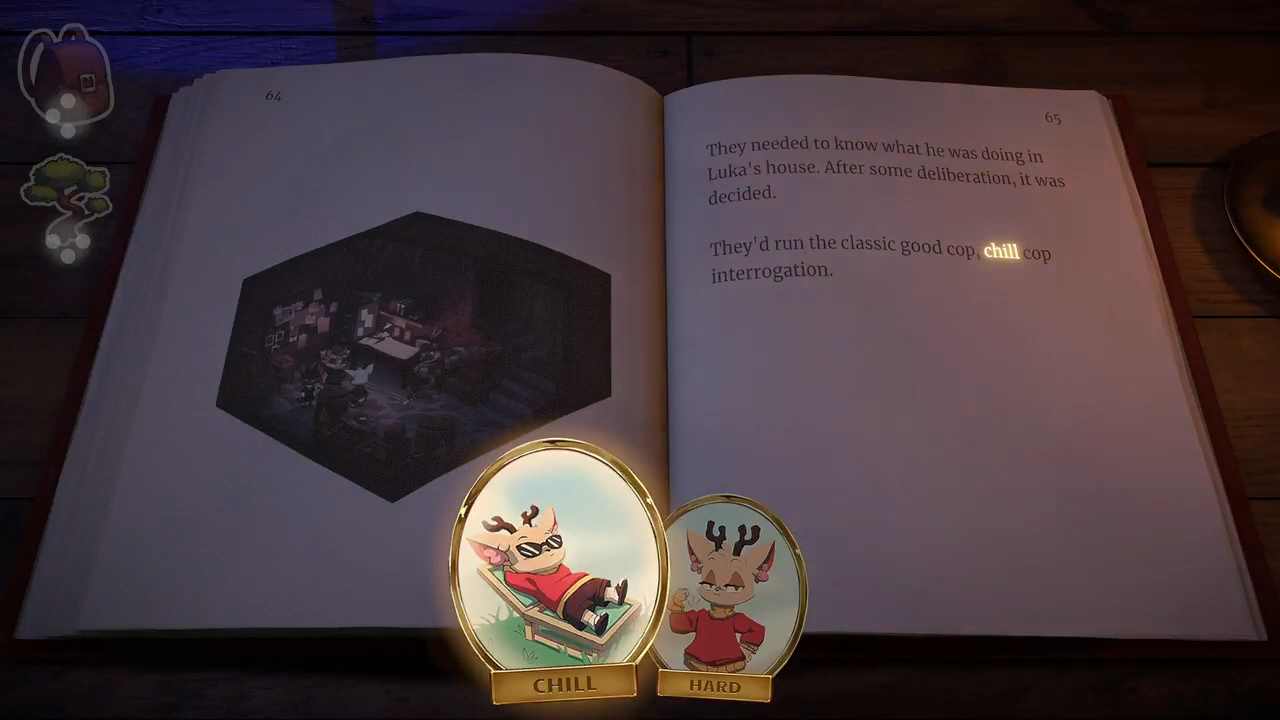 64
65
They needed to know what he was doing in
Luka's house. After some deliberation, it was
decided.
They'd run the classic good cop, chill cop
interrogation.
CHILL
HARD